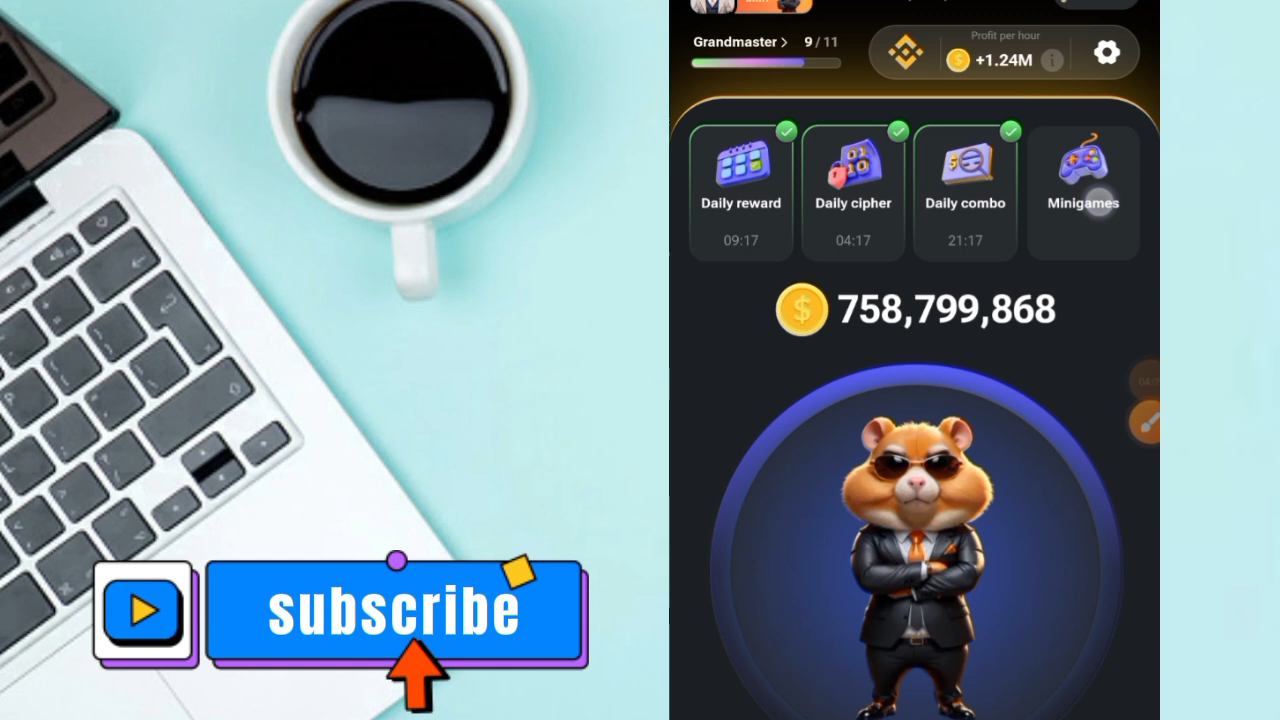 subscribe
Grandmaster > 9 / 11
Profit per hour
+1.24M
Daily reward
09:17
Daily cipher
04:17
Daily combo
21:17
Minigames
758,799,868